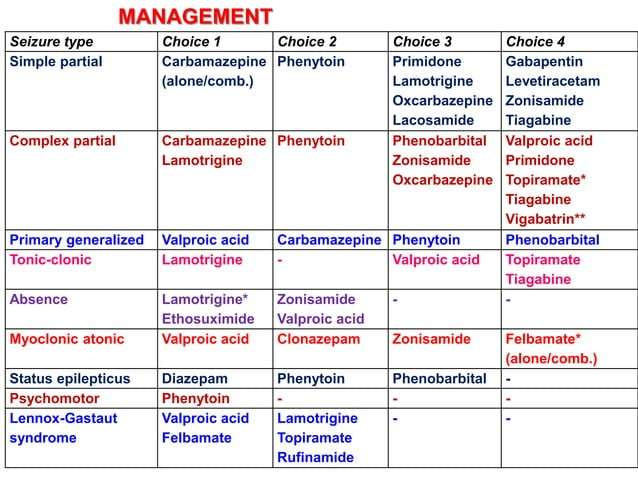 MANAGEMENT
Seizure type Choice 1 Choice 2 Choice 3 Choice 4
Simple partial Carbamazepine Phenytoin Primidone Gabapentin
(alone/comb.) Lamotrigine Levetiracetam
Oxcarbazepine Zonisamide
Lacosamide Tiagabine
Complex partial Carbamazepine Phenytoin Phenobarbital Valproic acid
Lamotrigine Zonisamide Primidone
Oxcarbazepine Topiramate*
Tiagabine
Vigabatrin**
Primary generalized Valproic acid Carbamazepine Phenytoin Phenobarbital
Tonic-clonic Lamotrigine - Valproic acid Topiramate
Tiagabine
Absence Lamotrigine* Zonisamide - -
Ethosuximide Valproic acid
Myoclonic atonic Valproic acid Clonazepam Zonisamide Felbamate*
(alone/comb.)
Status epilepticus Diazepam Phenytoin Phenobarbital -
Psychomotor Phenytoin - - -
Lennox-Gastaut Valproic acid Lamotrigine - -
syndrome Felbamate Topiramate
Rufinamide